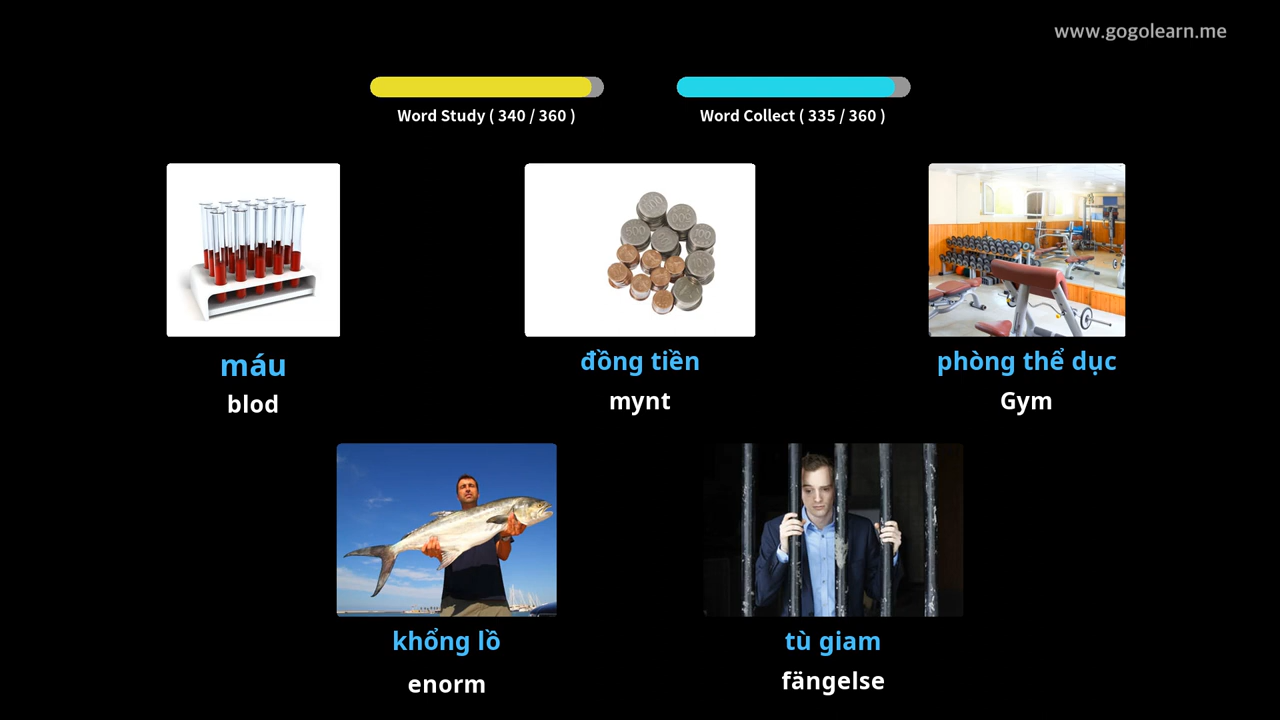 www.gogolearn.me
Word Study ( 340 / 360 )
Word Collect ( 335 / 360 )
máu
blod
đồng tiền
mynt
phòng thể dục
Gym
khổng lồ
enorm
tù giam
fängelse